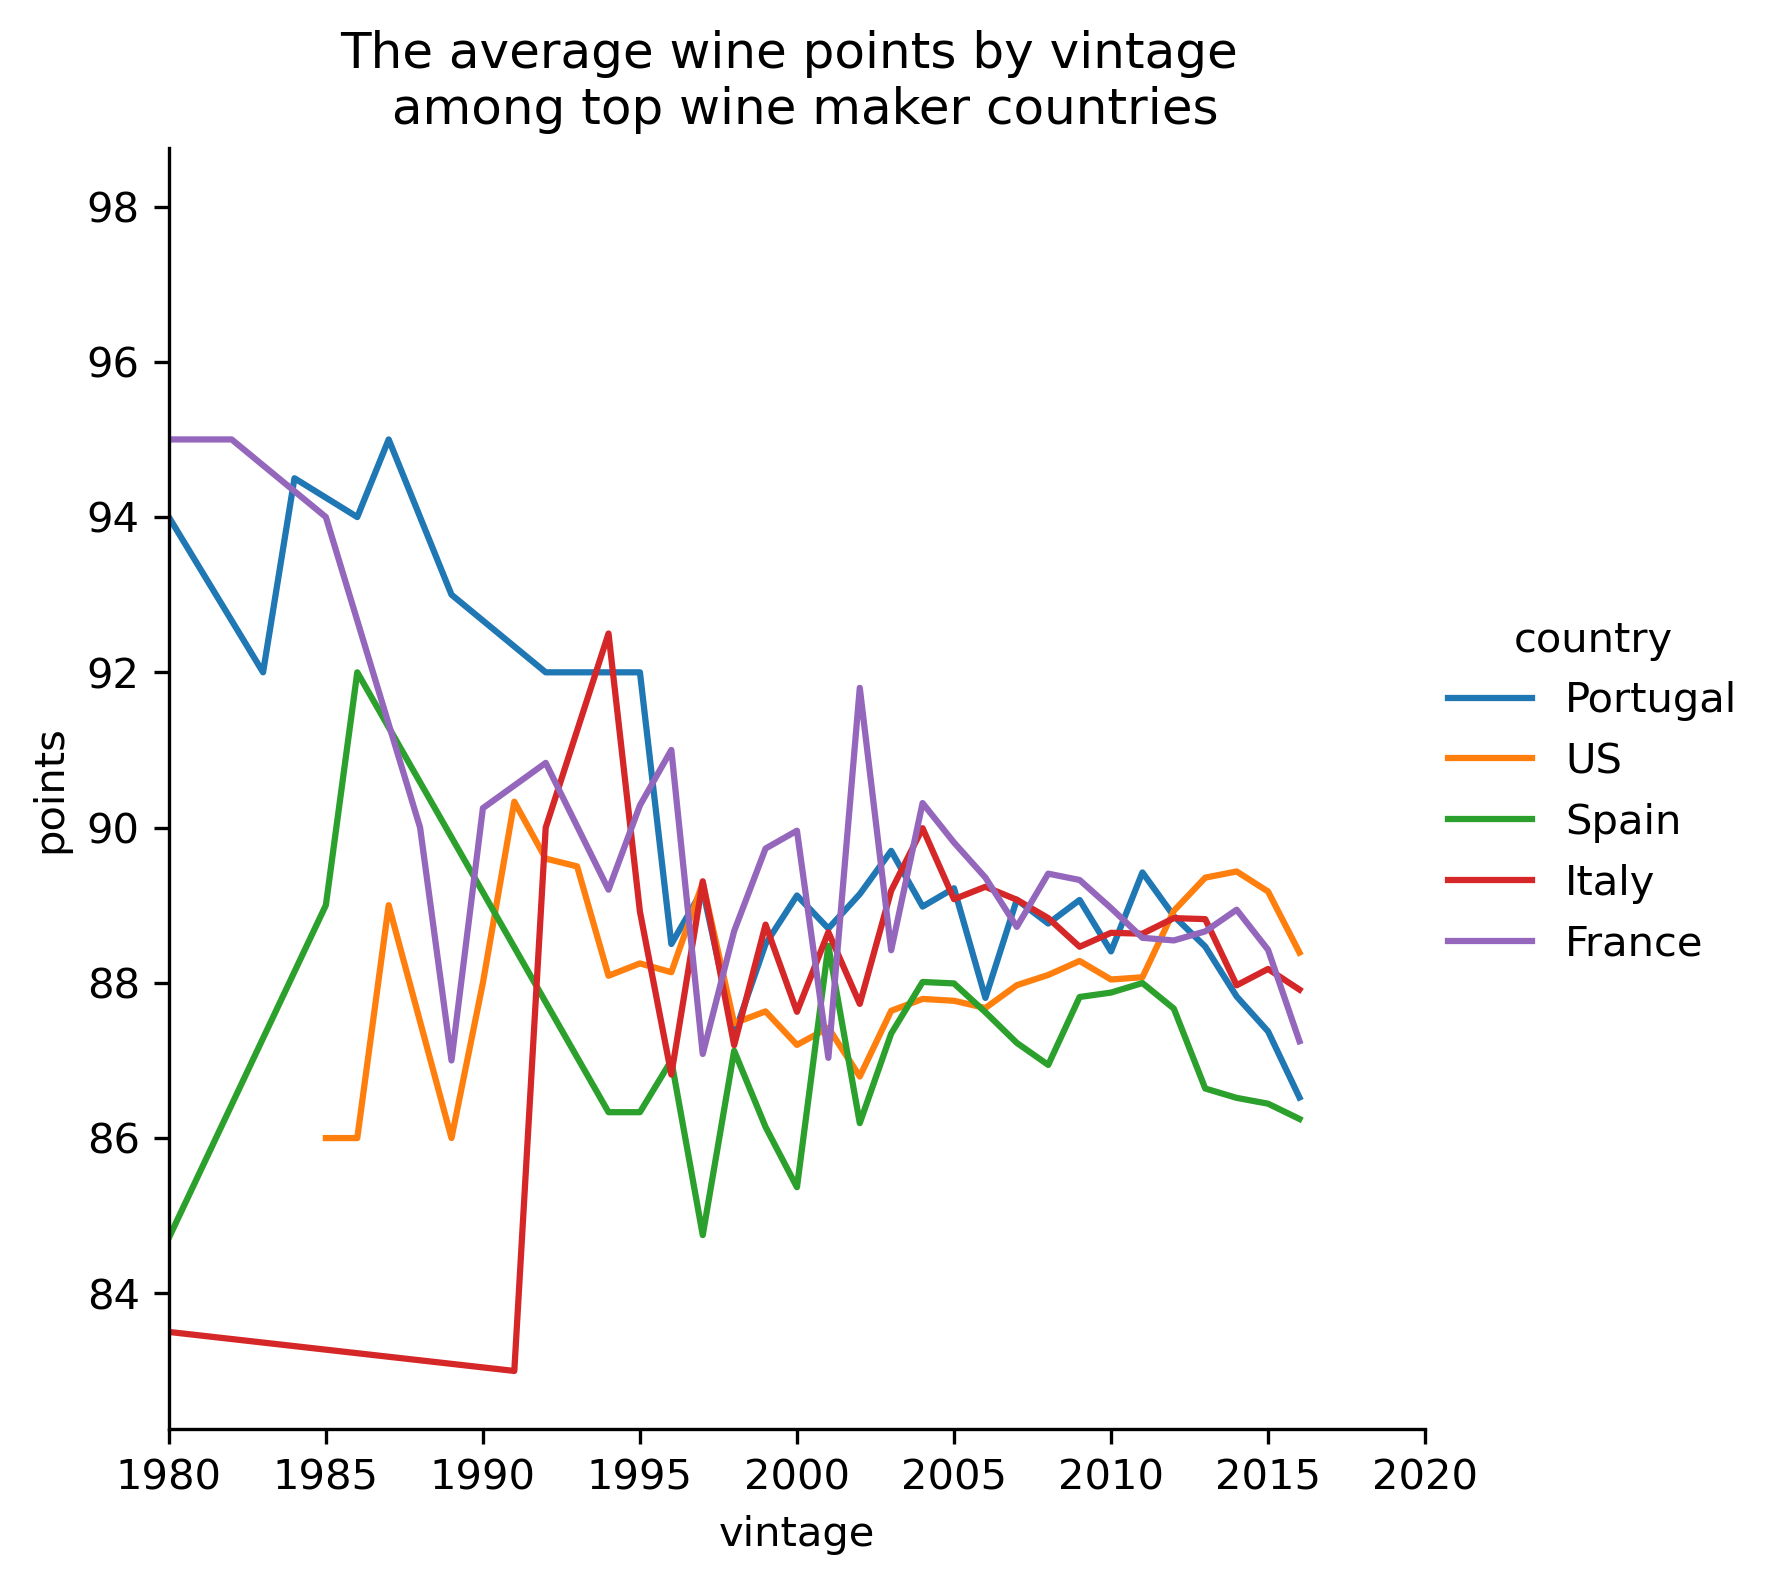 The average wine points by vintage
among top wine maker countries
98
96
94
92
90
88
86
84
points
1980 1985 1990 1995 2000 2005 2010 2015 2020
vintage
country
Portugal
US
Spain
Italy
France